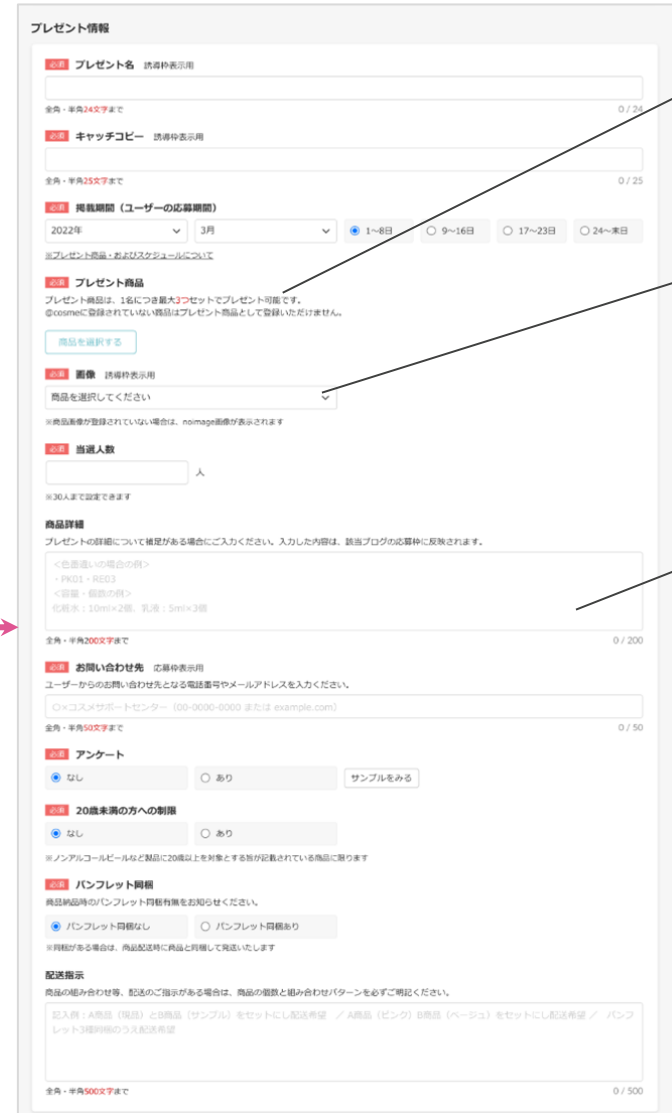 プレゼント情報
必須 プレゼント名 誘導枠表示用
全角・半角24文字まで 0 / 24
必須 キャッチコピー 誘導枠表示用
全角・半角25文字まで 0 / 25
必須 掲載期間（ユーザーの応募期間）
2022年 3月 1〜8日 9〜16日 17〜23日 24〜末日
※プレゼント商品・およびスケジュールについて
必須 プレゼント商品
プレゼント商品は、1名につき最大3つセットでプレゼント可能です。
@cosmeに登録されていない商品はプレゼント商品として登録いただけません。
商品を選択する
必須 画像 誘導枠表示用
商品を選択してください
※商品画像が登録されていない場合は、noimage画像が表示されます
必須 当選人数
人
※30人まで設定できます
商品詳細
プレゼントの詳細について補足がある場合にご入力ください。入力した内容は、該当ブログの応募枠に反映されます。
＜色番違いの場合の例＞
・PK01・RE03
＜容量・個数の例＞
化粧水：10ml×2個、乳液：5ml×3個
全角・半角200文字まで 0 / 200
必須 お問い合わせ先 応募枠表示用
ユーザーからのお問い合わせ先となる電話番号やメールアドレスを入力ください。
○×コスメサポートセンター（00-0000-0000 または example.com）
全角・半角50文字まで 0 / 50
必須 アンケート
なし あり サンプルをみる
必須 20歳未満の方への制限
なし あり
※ノンアルコールビールなど製品に20歳以上を対象とする旨が記載されている商品に限ります
必須 パンフレット同梱
商品納品時のパンフレット同梱有無をお知らせください。
パンフレット同梱なし パンフレット同梱あり
※同梱がある場合は、商品配送時に商品と同梱して発送いたします
配送指示
商品の組み合わせ等、配送のご指示がある場合は、商品の個数と組み合わせパターンを必ずご明記ください。
記入例：A商品（現品）とB商品（サンプル）をセットにし配送希望 ／ A商品（ピンク）B商品（ベージュ）をセットにし配送希望 ／ パンフ
レット3種同梱のうえ配送希望
全角・半角500文字まで 0 / 500